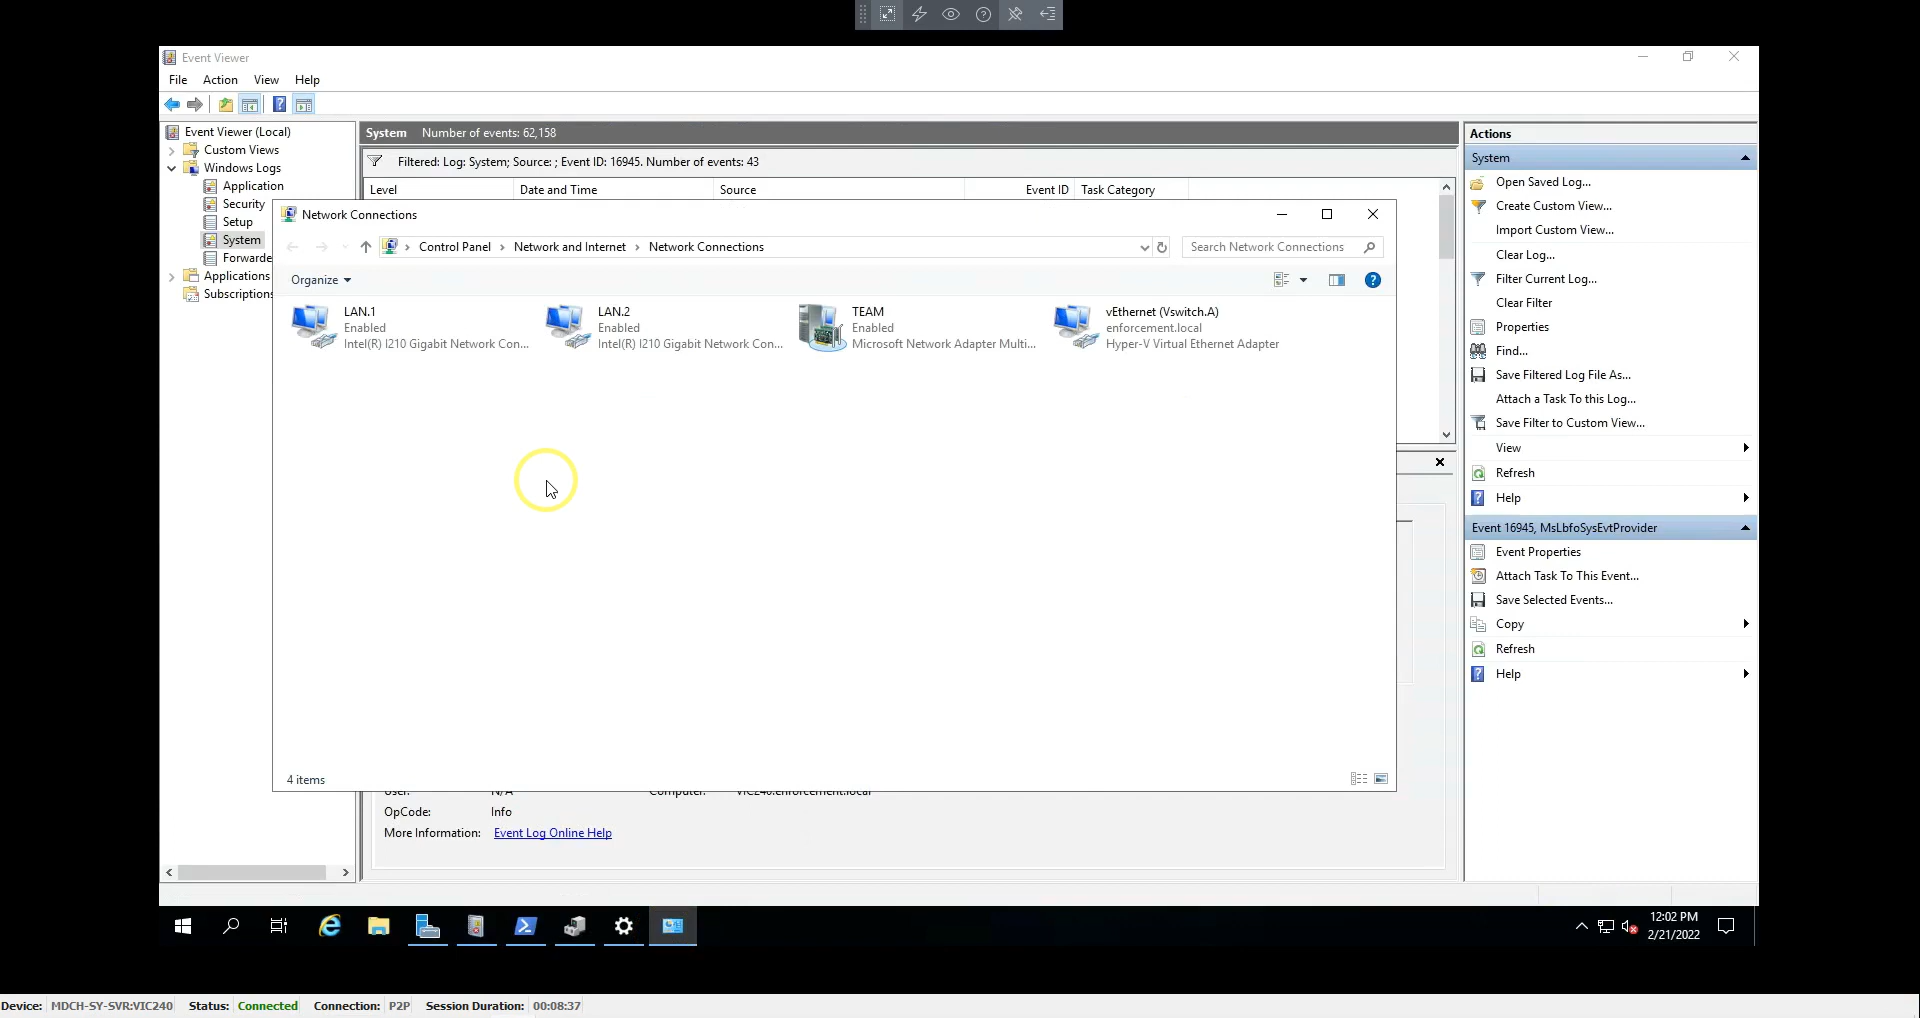 Event Viewer
File Action View Help
Event Viewer (Local)
Custom Views
Windows Logs
Application
Security
Setup
System
Forwarde
Applications
Subscriptions
System Number of events: 62,158
Filtered: Log: System; Source: ; Event ID: 16945. Number of events: 43
Level Date and Time Source Event ID Task Category
Network Connections
Control Panel Network and Internet Network Connections
Search Network Connections
Organize
LAN.1
Enabled
Intel(R) I210 Gigabit Network Con...
LAN.2
Enabled
Intel(R) I210 Gigabit Network Con...
TEAM
Enabled
Microsoft Network Adapter Multi...
vEthernet (Vswitch.A)
enforcement.local
Hyper-V Virtual Ethernet Adapter
4 items
User: N/A Computer: VIC240.enforcement.local
OpCode: Info
More Information: Event Log Online Help
Actions
System
Open Saved Log...
Create Custom View...
Import Custom View...
Clear Log...
Filter Current Log...
Clear Filter
Properties
Find...
Save Filtered Log File As...
Attach a Task To this Log...
Save Filter to Custom View...
View
Refresh
Help
Event 16945, MsLbfoSysEvtProvider
Event Properties
Attach Task To This Event...
Save Selected Events...
Copy
Refresh
Help
12:02 PM
2/21/2022
Device: MDCH-SY-SVR:VIC240 Status: Connected Connection: P2P Session Duration: 00:08:37